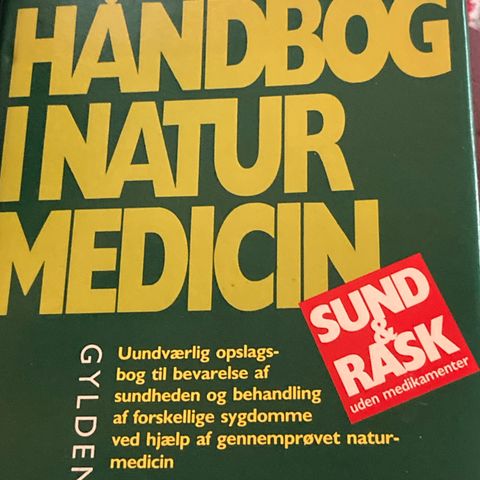 HÅNDBOG
I NATUR
MEDICIN
SUND
&
RASK
uden medikamenter
GYLDEN
Uundværlig opslags-
bog til bevarelse af
sundheden og behandling
af forskellige sygdomme
ved hjælp af gennemprøvet natur-
medicin